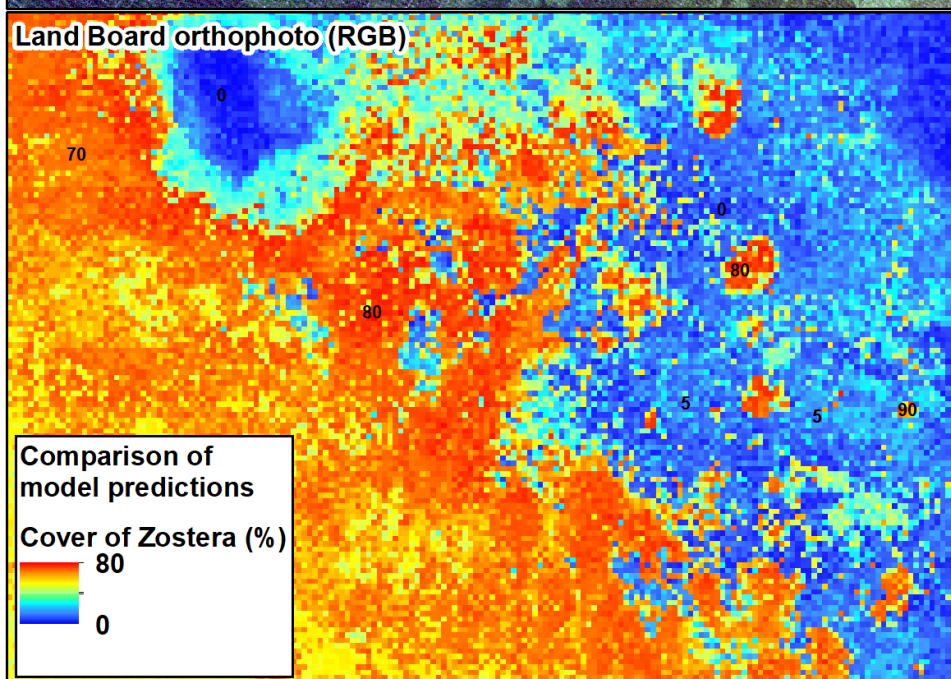 Land Board orthophoto (RGB)
0
70
0
80
80
5
5
90
Comparison of
model predictions
Cover of Zostera (%)
80
0